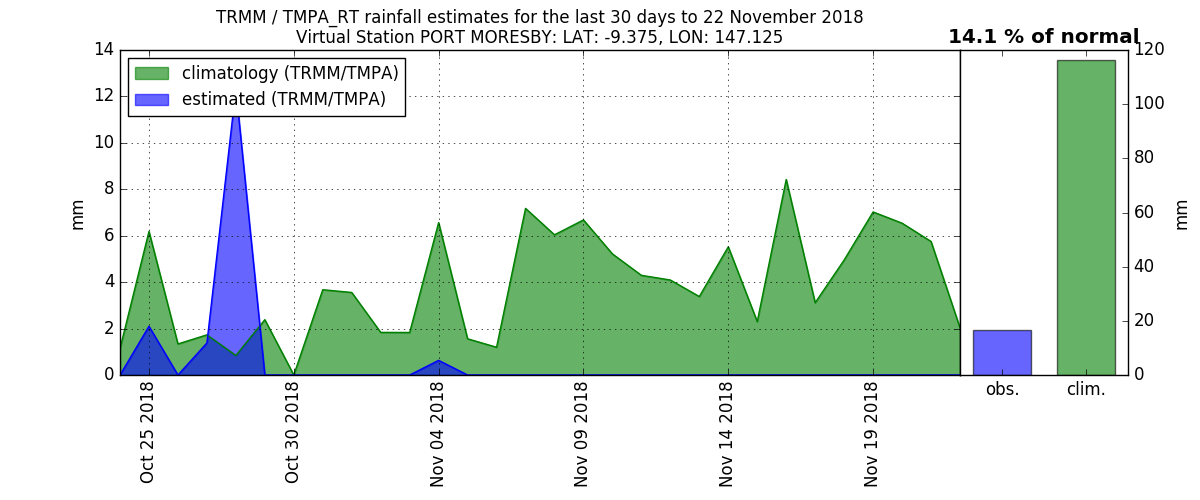 TRMM / TMPA_RT rainfall estimates for the last 30 days to 22 November 2018
Virtual Station PORT MORESBY: LAT: -9.375, LON: 147.125
14.1 % of normal
climatology (TRMM/TMPA)
estimated (TRMM/TMPA)
14
12
10
8
6
4
2
0
mm
Oct 25 2018
Oct 30 2018
Nov 04 2018
Nov 09 2018
Nov 14 2018
Nov 19 2018
obs.
clim.
120
100
80
60
40
20
0
mm